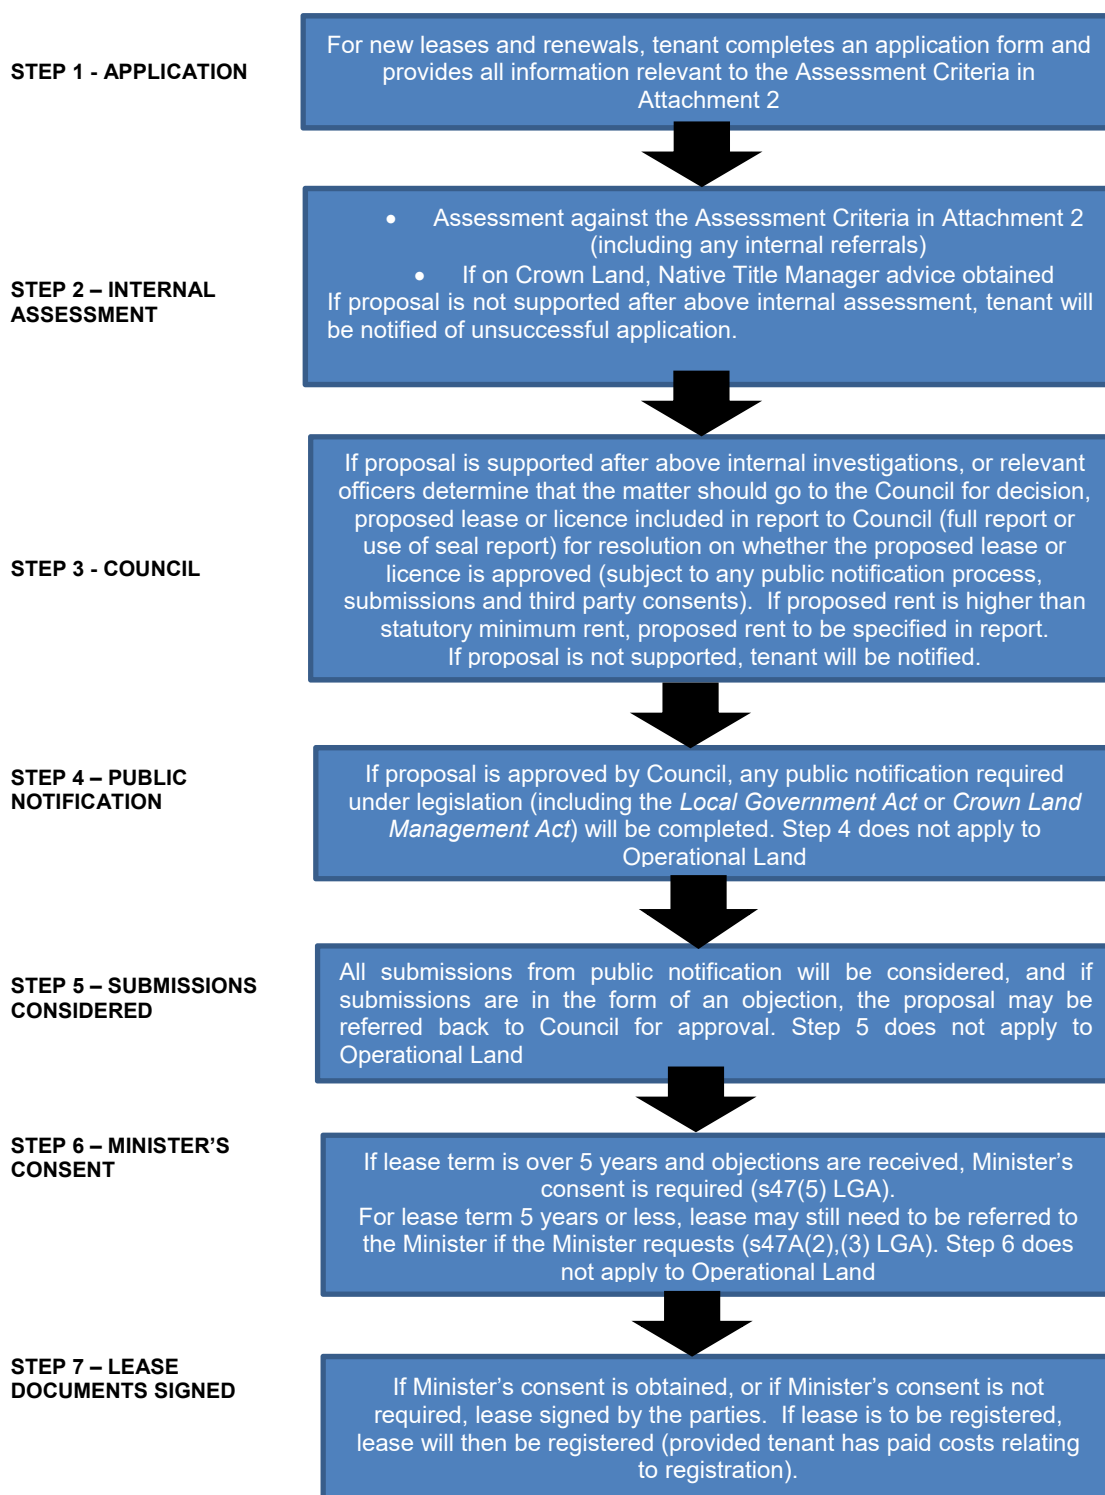 STEP 1 - APPLICATION
For new leases and renewals, tenant completes an application form and
provides all information relevant to the Assessment Criteria in
Attachment 2
STEP 2 – INTERNAL
ASSESSMENT
• Assessment against the Assessment Criteria in Attachment 2
(including any internal referrals)
• If on Crown Land, Native Title Manager advice obtained
If proposal is not supported after above internal assessment, tenant will
be notified of unsuccessful application.
STEP 3 - COUNCIL
If proposal is supported after above internal investigations, or relevant
officers determine that the matter should go to the Council for decision,
proposed lease or licence included in report to Council (full report or
use of seal report) for resolution on whether the proposed lease or
licence is approved (subject to any public notification process,
submissions and third party consents). If proposed rent is higher than
statutory minimum rent, proposed rent to be specified in report.
If proposal is not supported, tenant will be notified.
STEP 4 – PUBLIC
NOTIFICATION
If proposal is approved by Council, any public notification required
under legislation (including the Local Government Act or Crown Land
Management Act) will be completed. Step 4 does not apply to
Operational Land
STEP 5 – SUBMISSIONS
CONSIDERED
All submissions from public notification will be considered, and if
submissions are in the form of an objection, the proposal may be
referred back to Council for approval. Step 5 does not apply to
Operational Land
STEP 6 – MINISTER’S
CONSENT
If lease term is over 5 years and objections are received, Minister’s
consent is required (s47(5) LGA).
For lease term 5 years or less, lease may still need to be referred to
the Minister if the Minister requests (s47A(2),(3) LGA). Step 6 does
not apply to Operational Land
STEP 7 – LEASE
DOCUMENTS SIGNED
If Minister’s consent is obtained, or if Minister’s consent is not
required, lease signed by the parties. If lease is to be registered,
lease will then be registered (provided tenant has paid costs relating
to registration).